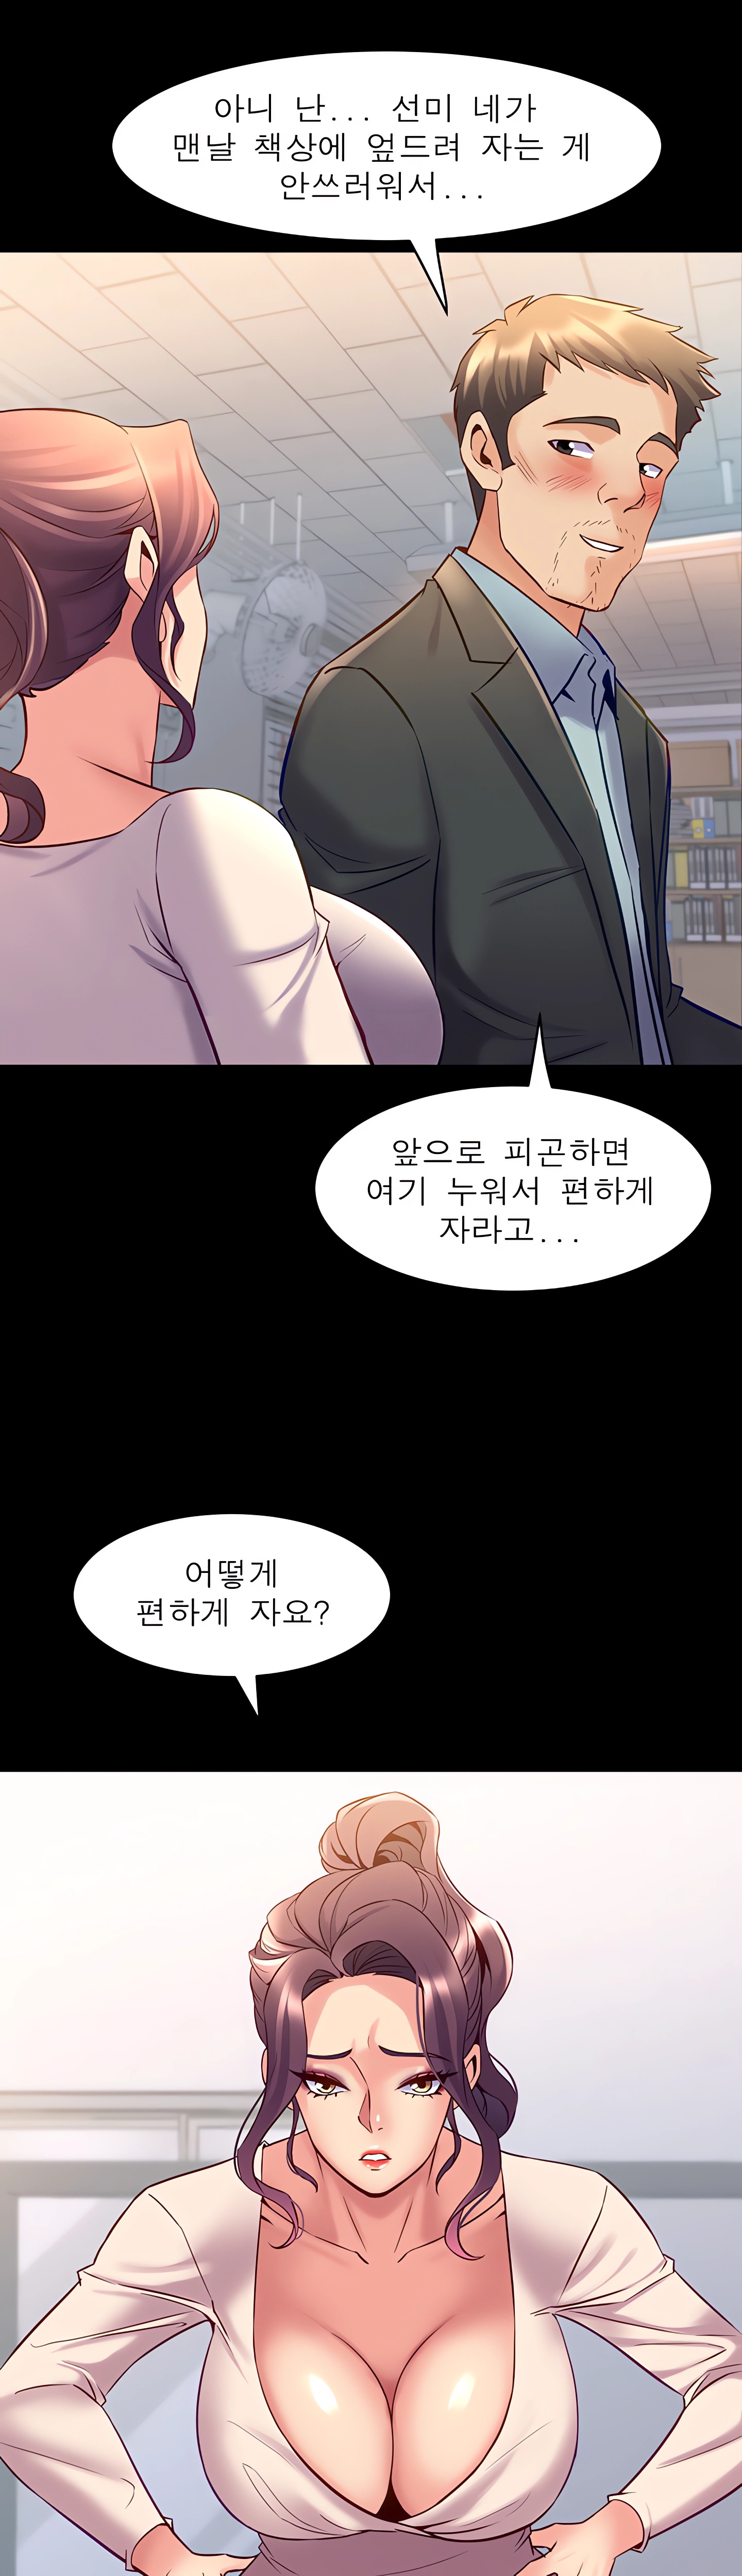 아니 난... 선미 네가
맨날 책상에 엎드려 자는 게
안쓰러워서...
앞으로 피곤하면
여기 누워서 편하게
자라고...
어떻게
편하게 자요?